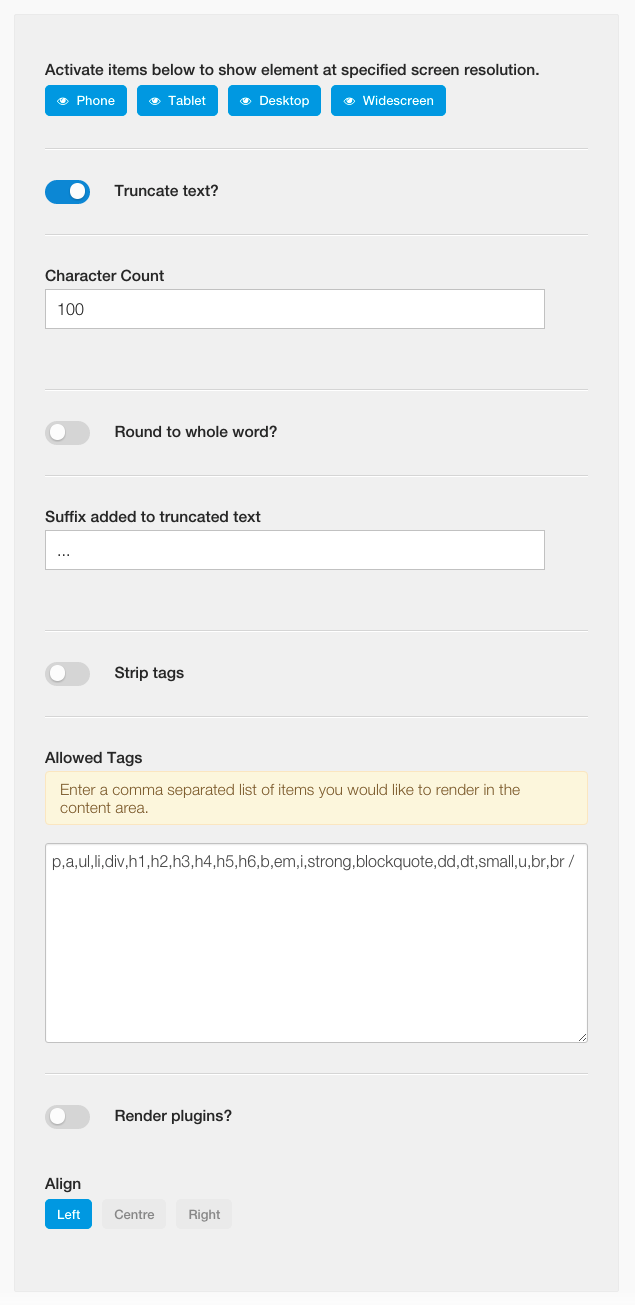 Activate items below to show element at specified screen resolution.
Phone Tablet Desktop Widescreen
Truncate text?
Character Count
100
Round to whole word?
Suffix added to truncated text
...
Strip tags
Allowed Tags
Enter a comma separated list of items you would like to render in the
content area.
p,a,ul,li,div,h1,h2,h3,h4,h5,h6,b,em,i,strong,blockquote,dd,dt,small,u,br,br /
Render plugins?
Align
Left Centre Right